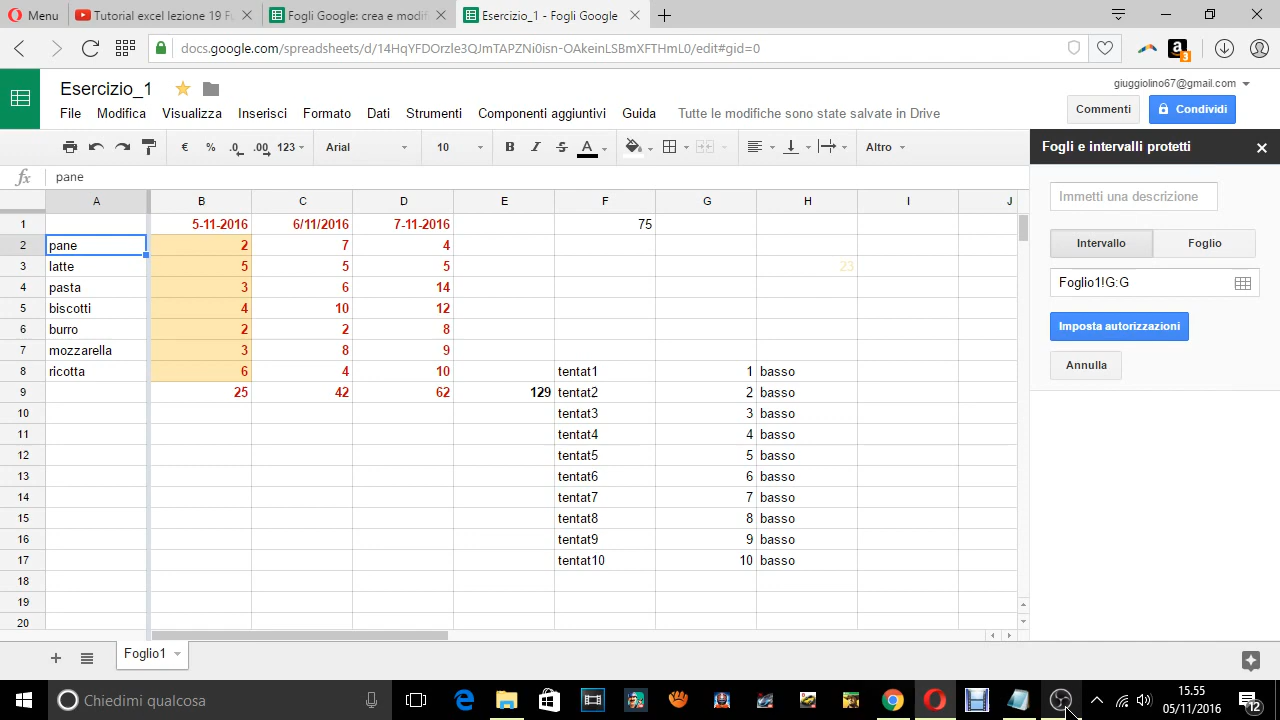 Menu Tutorial excel lezione 19 Fu Fogli Google: crea e modifi Esercizio_1 - Fogli Google
docs.google.com/spreadsheets/d/14HqYFDOrzIe3QJmTAPZNi0isn-OAkeinLSBmXFTHmL0/edit#gid=0 3
Esercizio_1 giuggiolino67@gmail.com
File Modifica Visualizza Inserisci Formato Dati Strumenti Componenti aggiuntivi Guida Tutte le modifiche sono state salvate in Drive Commenti Condividi
€ % .0 .00 123 Arial 10 B I S A Altro
fx pane
A B C D E F G H I J
1 5-11-2016 6/11/2016 7-11-2016 75
2 pane 2 7 4
3 latte 5 5 5 23
4 pasta 3 6 14
5 biscotti 4 10 12
6 burro 2 2 8
7 mozzarella 3 8 9
8 ricotta 6 4 10 tentat1 1 basso
9 25 42 62 129 tentat2 2 basso
10 tentat3 3 basso
11 tentat4 4 basso
12 tentat5 5 basso
13 tentat6 6 basso
14 tentat7 7 basso
15 tentat8 8 basso
16 tentat9 9 basso
17 tentat10 10 basso
18
19
20
Fogli e intervalli protetti
Immetti una descrizione
Intervallo Foglio
Foglio1!G:G
Imposta autorizzazioni
Annulla
Foglio1
Chiedimi qualcosa
15.55
05/11/2016
12